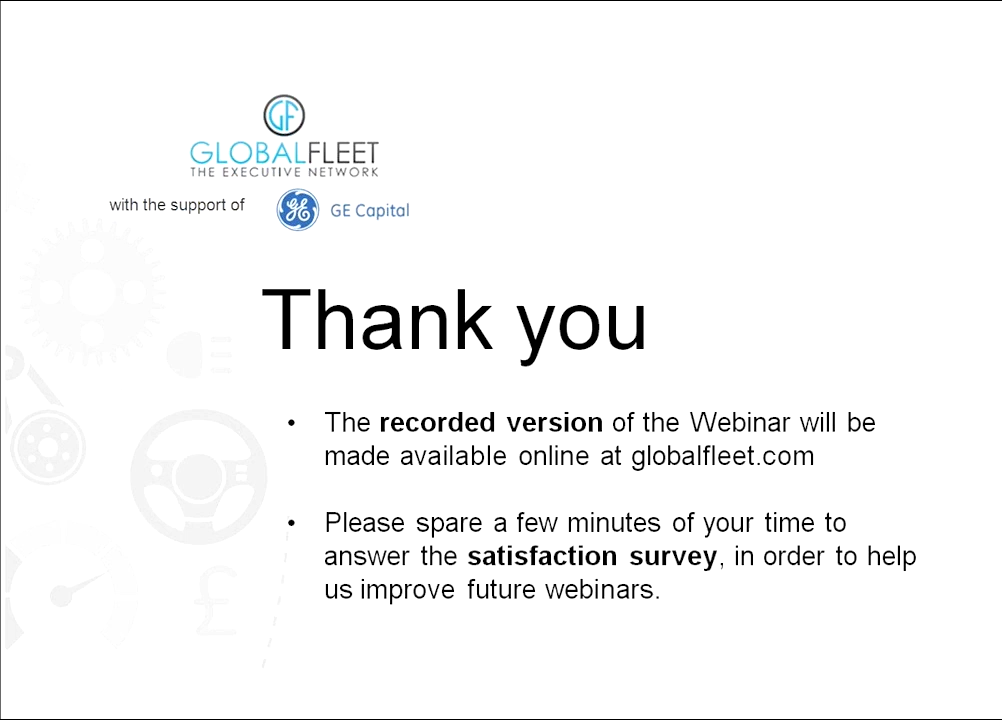 GF
GLOBALFLEET
THE EXECUTIVE NETWORK
with the support of
GE GE Capital
Thank you
• The recorded version of the Webinar will be
made available online at globalfleet.com
• Please spare a few minutes of your time to
answer the satisfaction survey, in order to help
us improve future webinars.
£